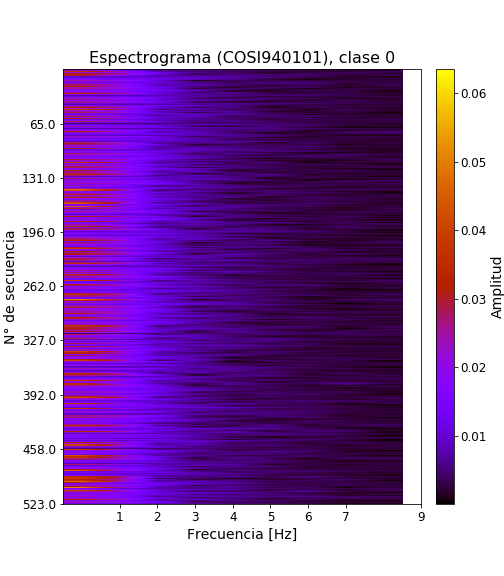 Espectrograma (COSI940101), clase 0
65.0
131.0
196.0
262.0
327.0
392.0
458.0
523.0
N° de secuencia
1 2 3 4 5 6 7 9
Frecuencia [Hz]
0.06
0.05
0.04
0.03
0.02
0.01
Amplitud